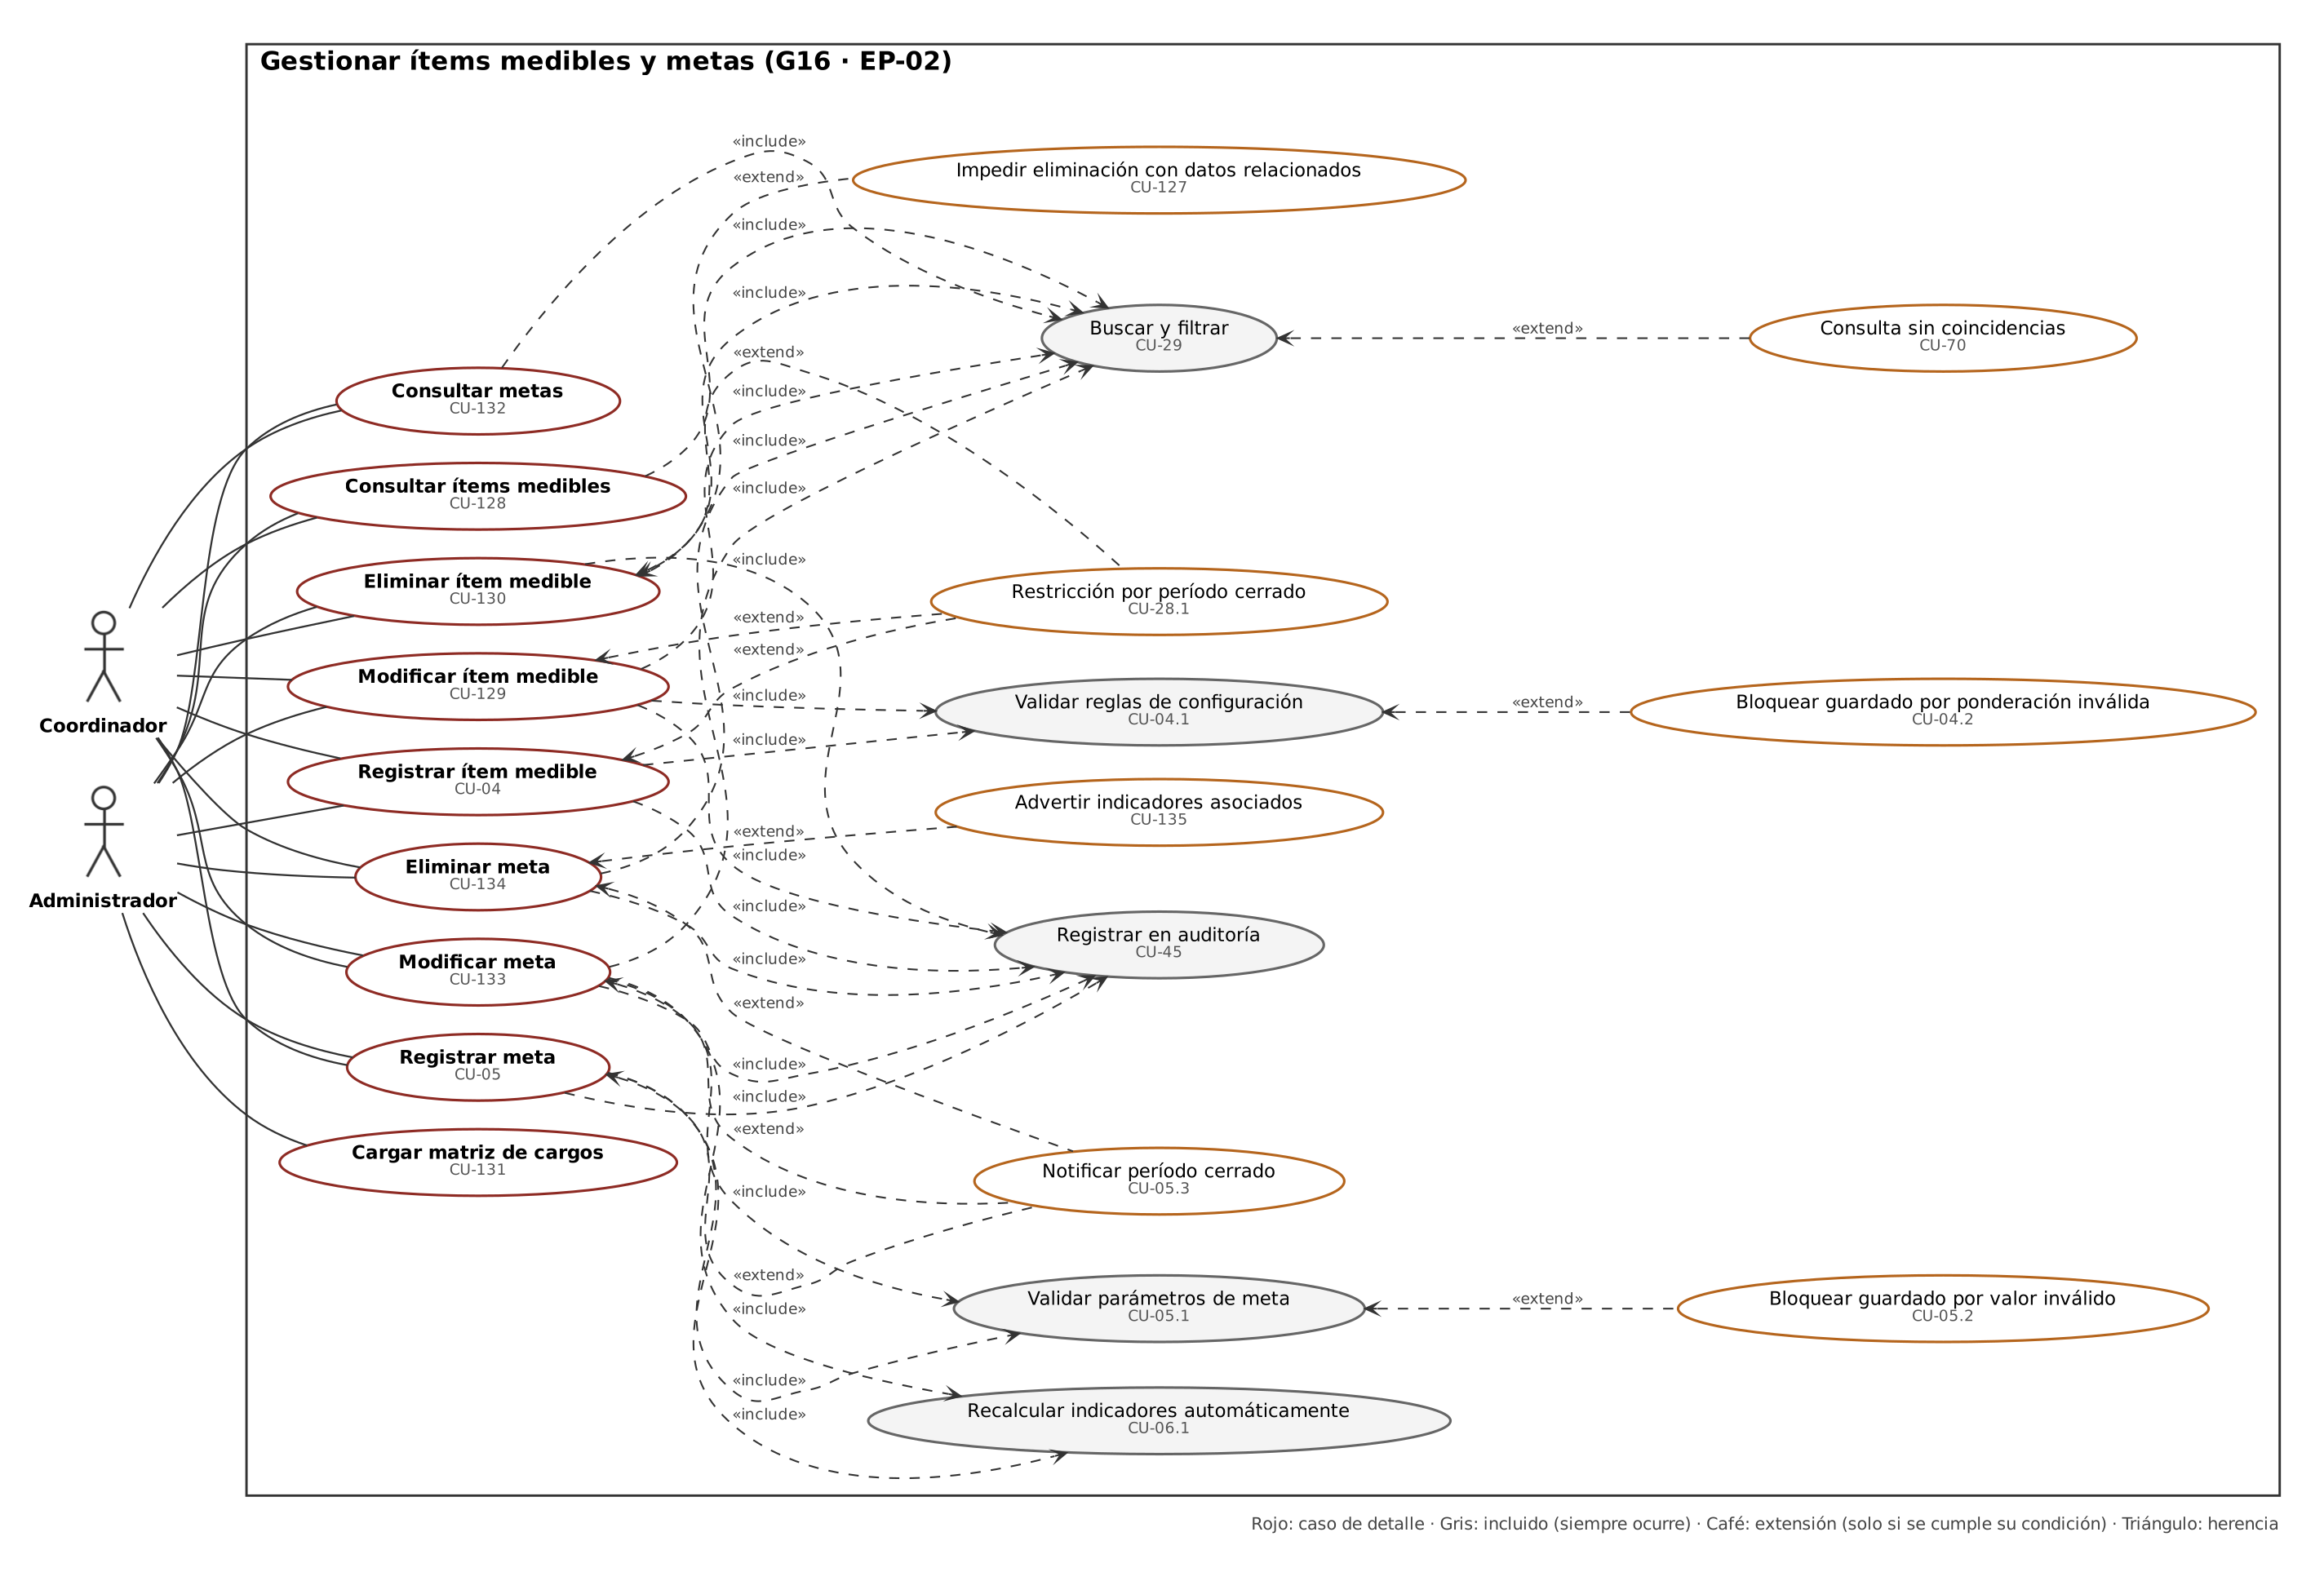 Gestionar ítems medibles y metas (G16 · EP-02)
«include»
«extend»
Impedir eliminación con datos relacionados
CU-127
«include»
«include»
Buscar y filtrar
CU-29
«extend»
Consulta sin coincidencias
CU-70
«extend»
Consultar metas
CU-132
«include»
«include»
Consultar ítems medibles
CU-128
«include»
«include»
Eliminar ítem medible
CU-130
Restricción por período cerrado
CU-28.1
«extend»
«extend»
Modificar ítem medible
CU-129
«include»
Validar reglas de configuración
CU-04.1
«extend»
Bloquear guardado por ponderación inválida
CU-04.2
Coordinador
«include»
Registrar ítem medible
CU-04
Advertir indicadores asociados
CU-135
«extend»
«include»
Eliminar meta
CU-134
Administrador
«include»
Registrar en auditoría
CU-45
«include»
Modificar meta
CU-133
«extend»
Registrar meta
CU-05
«include»
«include»
«extend»
Cargar matriz de cargos
CU-131
Notificar período cerrado
CU-05.3
«include»
«extend»
«include»
Validar parámetros de meta
CU-05.1
«extend»
Bloquear guardado por valor inválido
CU-05.2
«include»
«include»
Recalcular indicadores automáticamente
CU-06.1
Rojo: caso de detalle · Gris: incluido (siempre ocurre) · Café: extensión (solo si se cumple su condición) · Triángulo: herencia